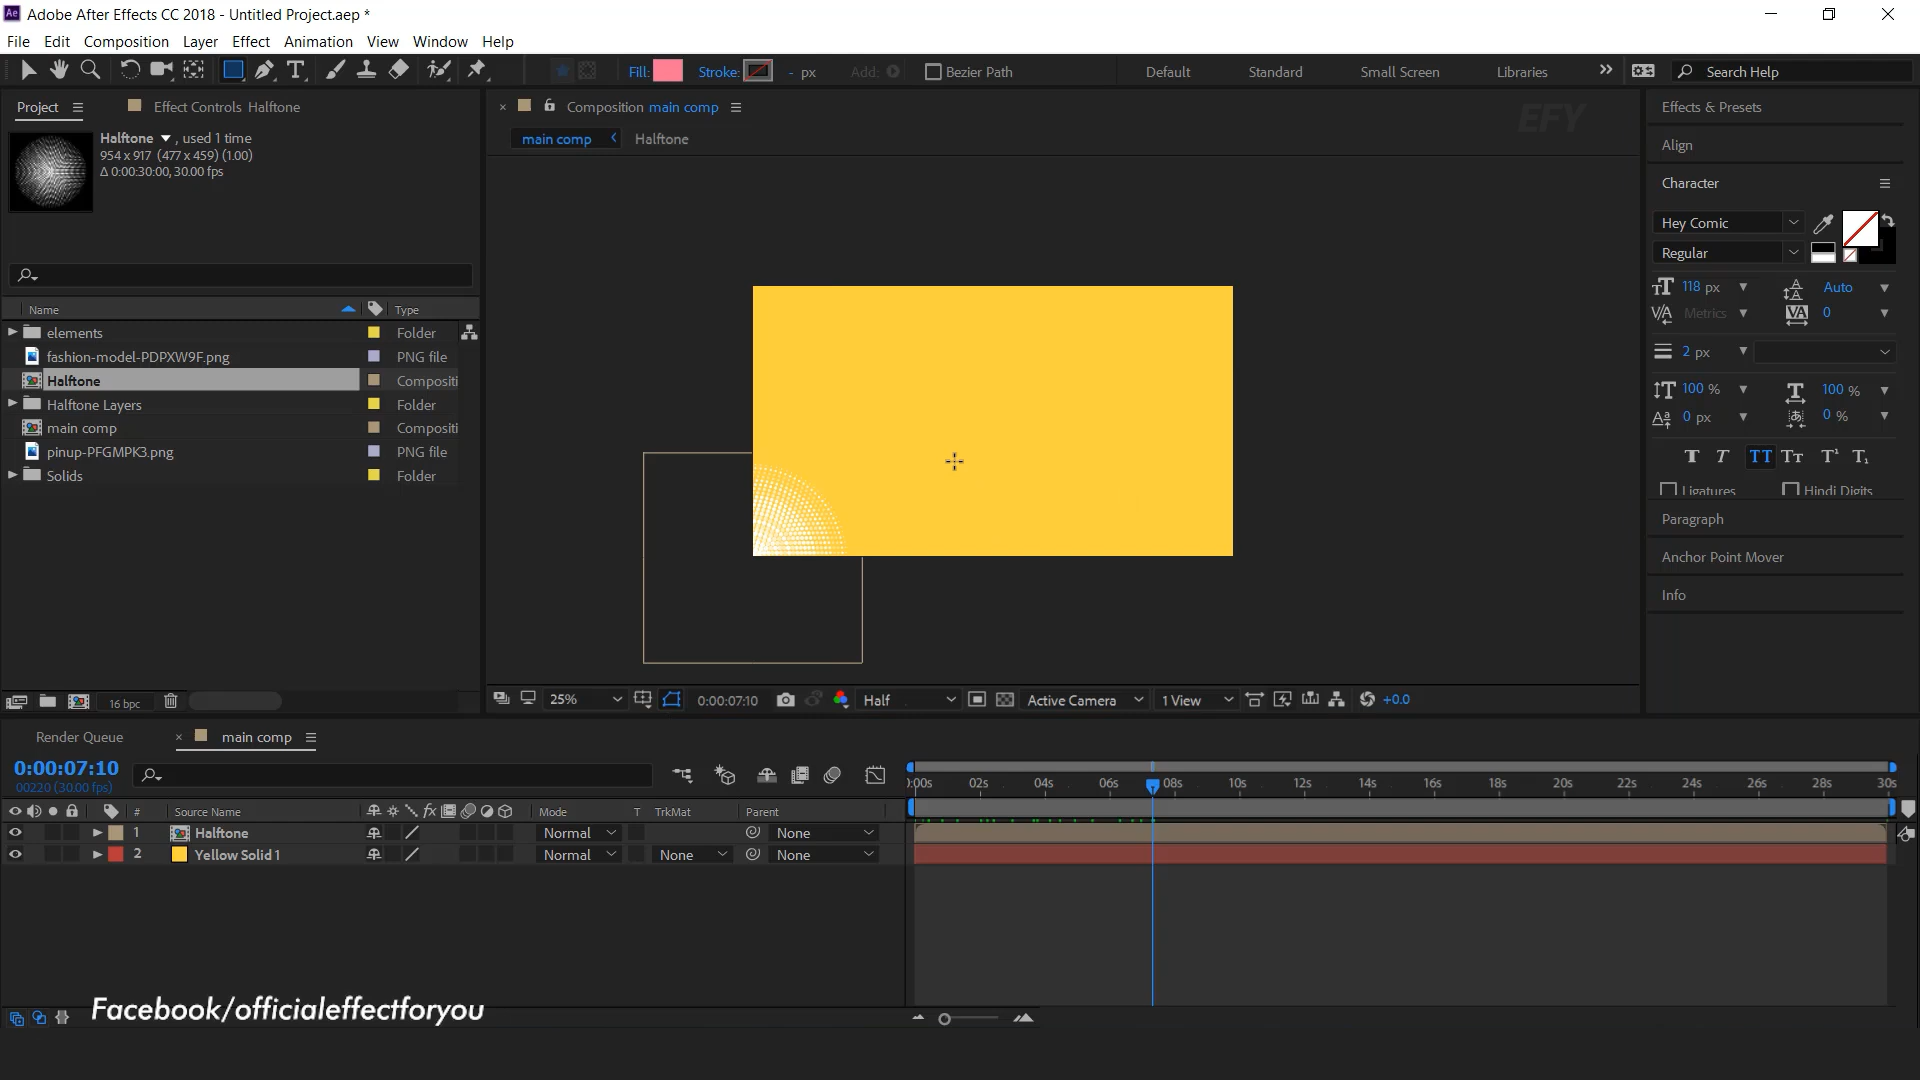 Adobe After Effects CC 2018 - Untitled Project.aep *
File Edit Composition Layer Effect Animation View Window Help
Fill: Stroke: - px Add: Bezier Path Default Standard Small Screen Libraries Search Help
Project Effect Controls Halftone
Halftone , used 1 time
954 x 917 (477 x 459) (1.00)
Δ 0:00:30:00, 30.00 fps
Name Type
elements Folder
fashion-model-PDPXW9F.png PNG file
Halftone Compositi
Halftone Layers Folder
main comp Compositi
pinup-PFGMPK3.png PNG file
Solids Folder
16 bpc
Composition main comp
main comp Halftone
EFY
25% 0:00:07:10 Half Active Camera 1 View +0.0
Effects & Presets
Align
Character
Hey Comic
Regular
118 px Auto
Metrics 0
2 px
100 % 100 %
0 px 0 %
T T TT Tт T¹ T₁
Ligatures Hindi Digits
Paragraph
Anchor Point Mover
Info
Render Queue main comp
0:00:07:10
00220 (30.00 fps)
):00s 02s 04s 06s 08s 10s 12s 14s 16s 18s 20s 22s 24s 26s 28s 30s
# Source Name Mode T TrkMat Parent
1 Halftone Normal None
2 Yellow Solid 1 Normal None None
Facebook/officialeffectforyou